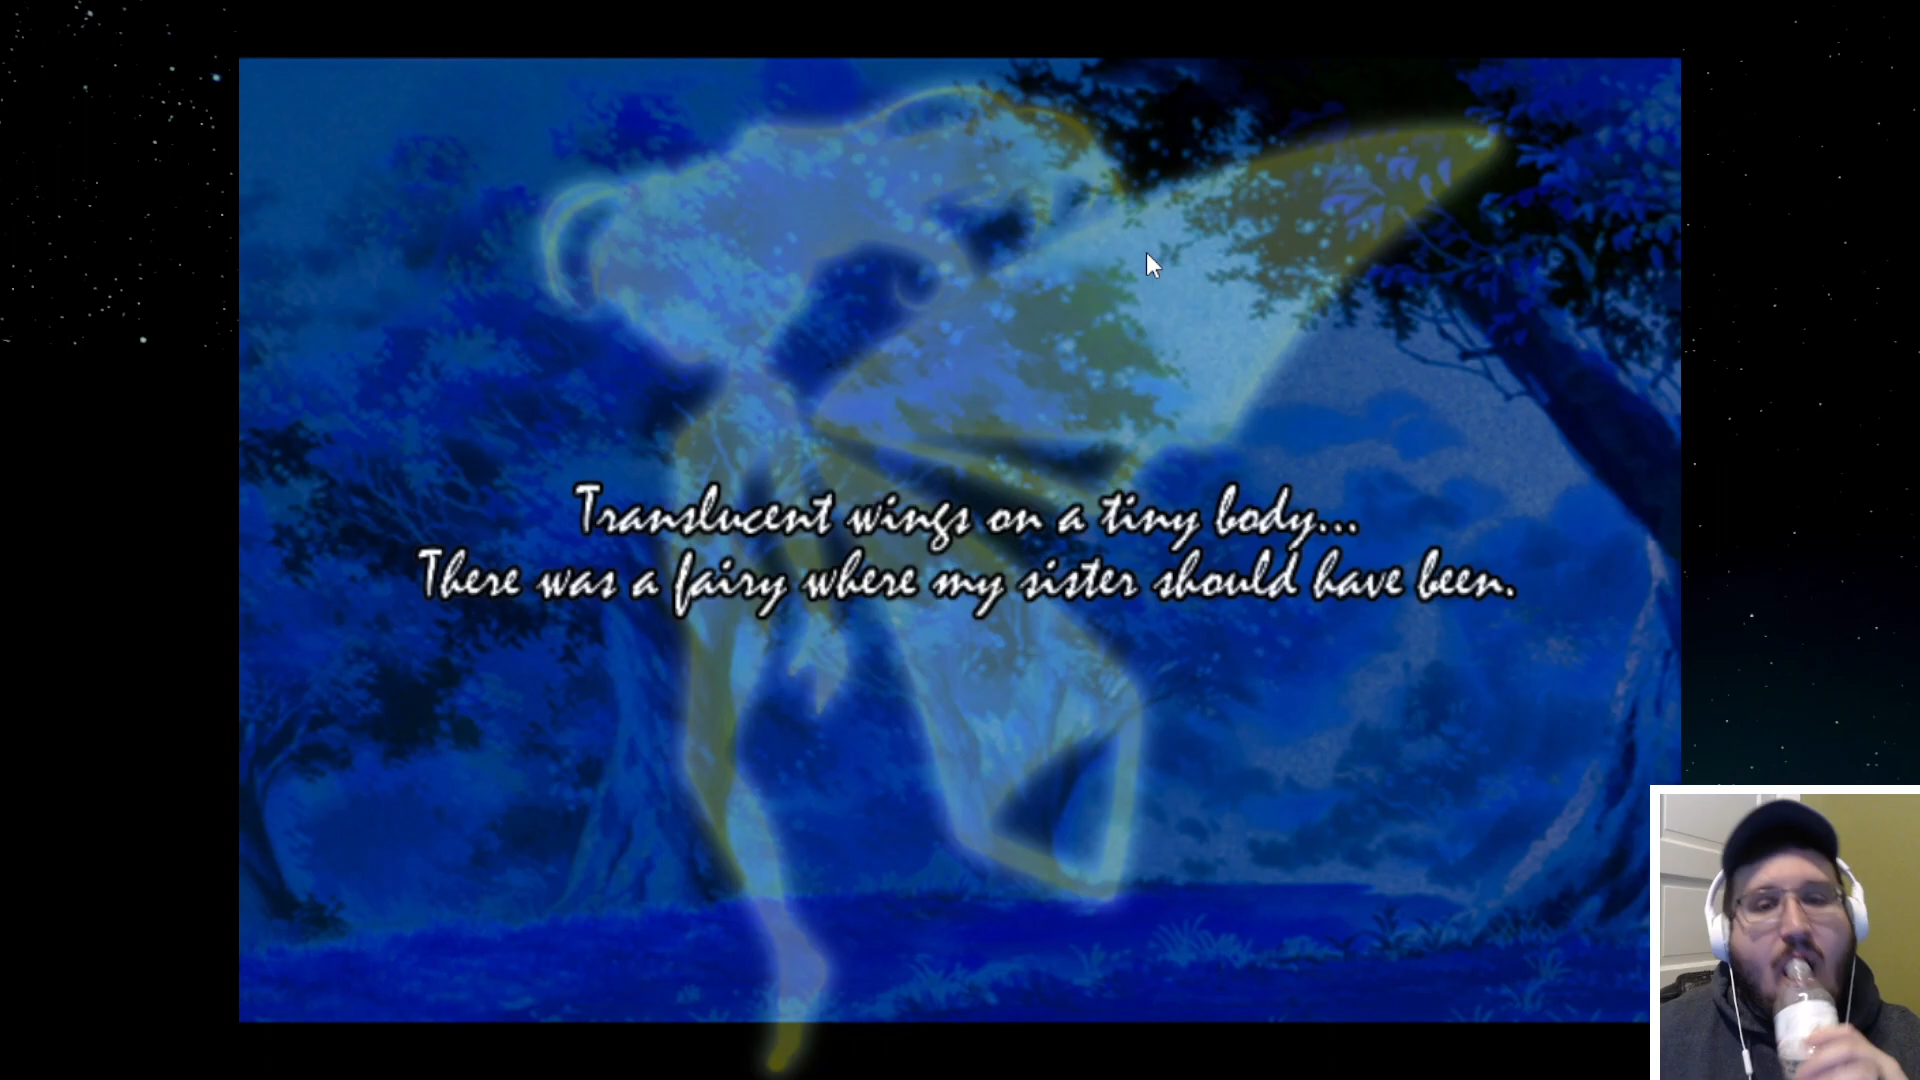 Translucent wings on a tiny body...
There was a fairy where my sister should have been.